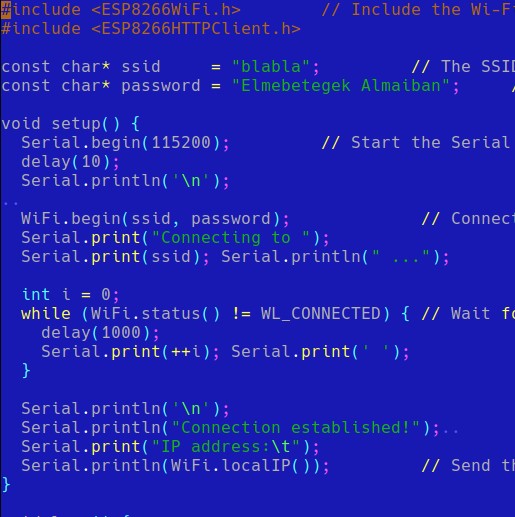 #include <ESP8266WiFi.h>        // Include the Wi-F
#include <ESP8266HTTPClient.h>
const char* ssid     = "blabla";         // The SSID
const char* password = "Elmebetegek Almaiban";     /
void setup() {
  Serial.begin(115200);         // Start the Serial
  delay(10);
  Serial.println('\n');
..
  WiFi.begin(ssid, password);             // Connect
  Serial.print("Connecting to ");
  Serial.print(ssid); Serial.println(" ...");
  int i = 0;
  while (WiFi.status() != WL_CONNECTED) { // Wait fo
    delay(1000);
    Serial.print(++i); Serial.print(' ');
  }
  Serial.println('\n');
  Serial.println("Connection established!");..
  Serial.print("IP address:\t");
  Serial.println(WiFi.localIP());         // Send th
}